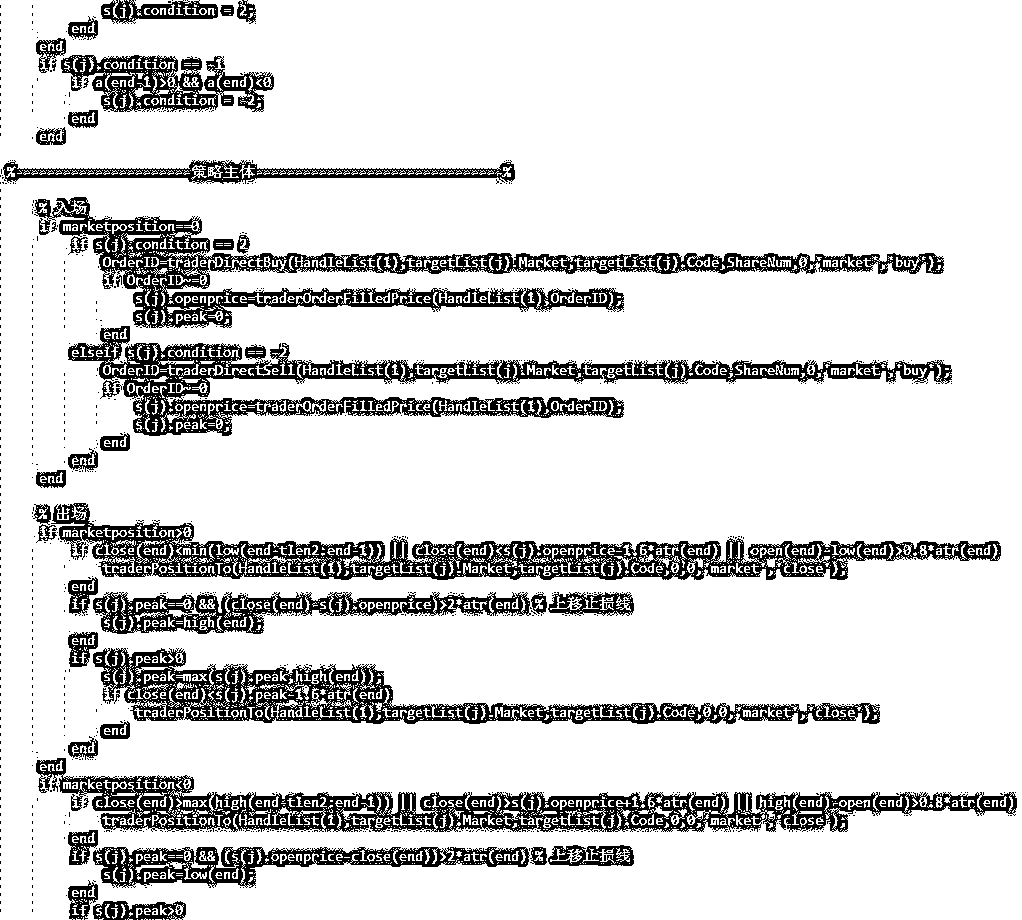 s(j).condition = 2;
end
end
if s(j).condition == -1
if a(end-1)>0 && a(end)<0
s(j).condition = -2;
end
end
%==========================策略主体===================================%
% 入场
if marketposition==0
if s(j).condition == 2
OrderID=traderDirectBuy(HandleList(i),targetList(j).Market,targetList(j).Code,ShareNum,0,'market','buy');
if OrderID~=0
s(j).openprice=traderOrderFilledPrice(HandleList(i),OrderID);
s(j).peak=0;
end
elseif s(j).condition == -2
OrderID=traderDirectSell(HandleList(i),targetList(j).Market,targetList(j).Code,ShareNum,0,'market','buy');
if OrderID~=0
s(j).openprice=traderOrderFilledPrice(HandleList(i),OrderID);
s(j).peak=0;
end
end
end
% 出场
if marketposition>0
if close(end)<min(low(end-tlen2:end-1)) || close(end)<s(j).openprice-1.6*atr(end) || open(end)-low(end)>0.8*atr(end)
traderPositionTo(HandleList(i),targetList(j).Market,targetList(j).Code,0,0,'market','close');
end
if s(j).peak==0 && (close(end)-s(j).openprice)>2*atr(end) % 上移止损线
s(j).peak=high(end);
end
if s(j).peak>0
s(j).peak=max(s(j).peak,high(end));
if close(end)<s(j).peak-1.6*atr(end)
traderPositionTo(HandleList(i),targetList(j).Market,targetList(j).Code,0,0,'market','close');
end
end
end
if marketposition<0
if close(end)>max(high(end-tlen2:end-1)) || close(end)>s(j).openprice+1.6*atr(end) || high(end)-open(end)>0.8*atr(end)
traderPositionTo(HandleList(i),targetList(j).Market,targetList(j).Code,0,0,'market','close');
end
if s(j).peak==0 && (s(j).openprice-close(end))>2*atr(end) % 上移止损线
s(j).peak=low(end);
end
if s(j).peak>0